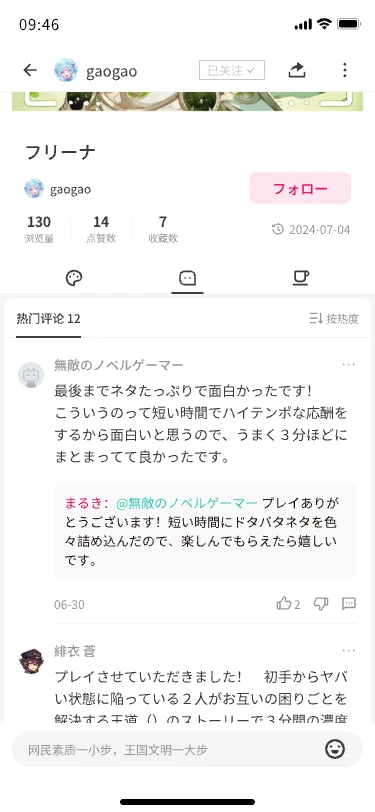 09:46
gaogao
已关注
フリーナ
gaogao
フォロー
130
14
7
浏览量
点赞数
收藏数
2024-07-04
热门评论 12
按热度
無敵のノベルゲーマー
最後までネタたっぷりで面白かったです!
こういうのって短い時間でハイテンポな応酬を
するから面白いと思うので、うまく3分ほどに
まとまってて良かったです。
まるき: @無敵のノベルゲーマー プレイありが
とうございます! 短い時間にドタバタネタを色
々詰め込んだので、楽しんでもらえたら嬉しい
です。
06-30
2
緋衣 蒼
プレイさせていただきました! 初手からヤバ
い状態に陥っている2人がお互いの困りごとを
解決する王道()のストーリーで3分間の濃度
网民素质一小步，王国文明一大步